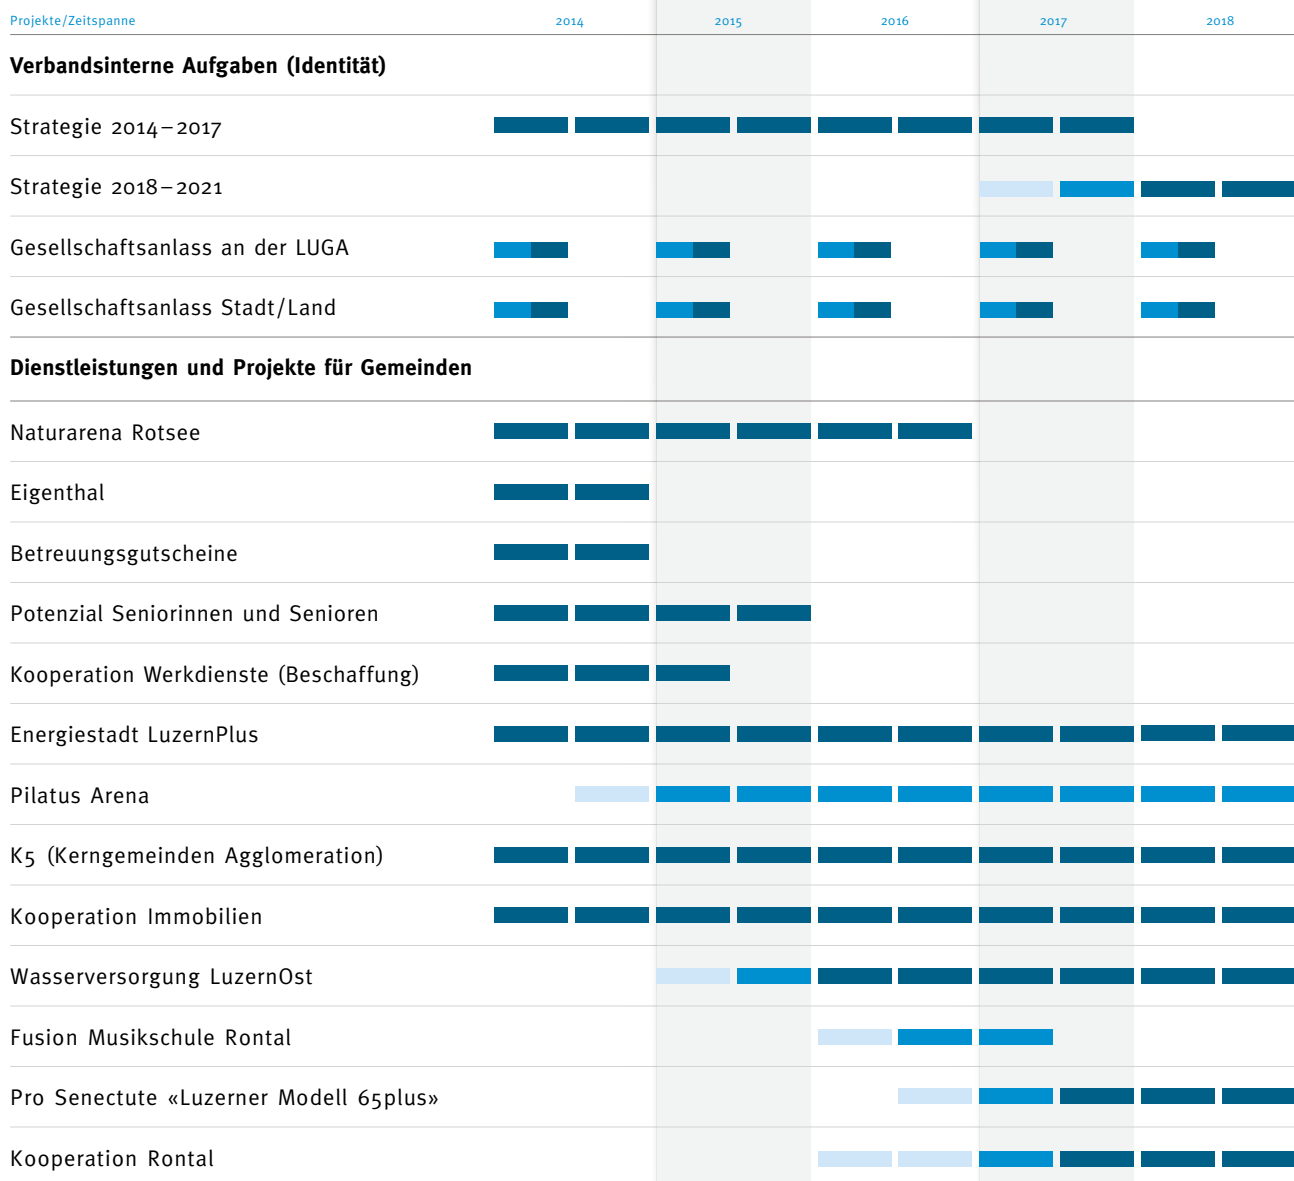 Projekte/Zeitspanne 2014 2015 2016 2017 2018
Verbandsinterne Aufgaben (Identität)
Strategie 2014–2017
Strategie 2018–2021
Gesellschaftsanlass an der LUGA
Gesellschaftsanlass Stadt/Land
Dienstleistungen und Projekte für Gemeinden
Naturarena Rotsee
Eigenthal
Betreuungsgutscheine
Potenzial Seniorinnen und Senioren
Kooperation Werkdienste (Beschaffung)
Energiestadt LuzernPlus
Pilatus Arena
K5 (Kerngemeinden Agglomeration)
Kooperation Immobilien
Wasserversorgung LuzernOst
Fusion Musikschule Rontal
Pro Senectute «Luzerner Modell 65plus»
Kooperation Rontal